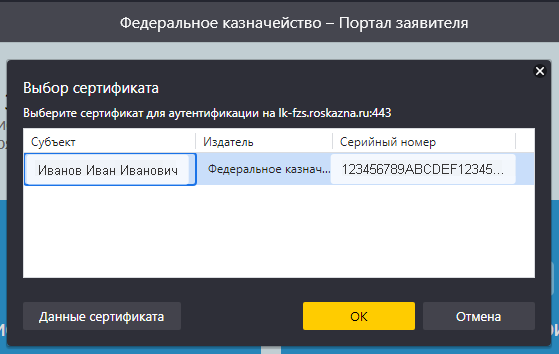 Федеральное казначейство – Портал заявителя
Выбор сертификата
Выберите сертификат для аутентификации на lk-fzs.roskazna.ru:443
Субъект Издатель Серийный номер
Иванов Иван Иванович Федеральное казнач... 123456789ABCDEF12345...
Данные сертификата ОК Отмена